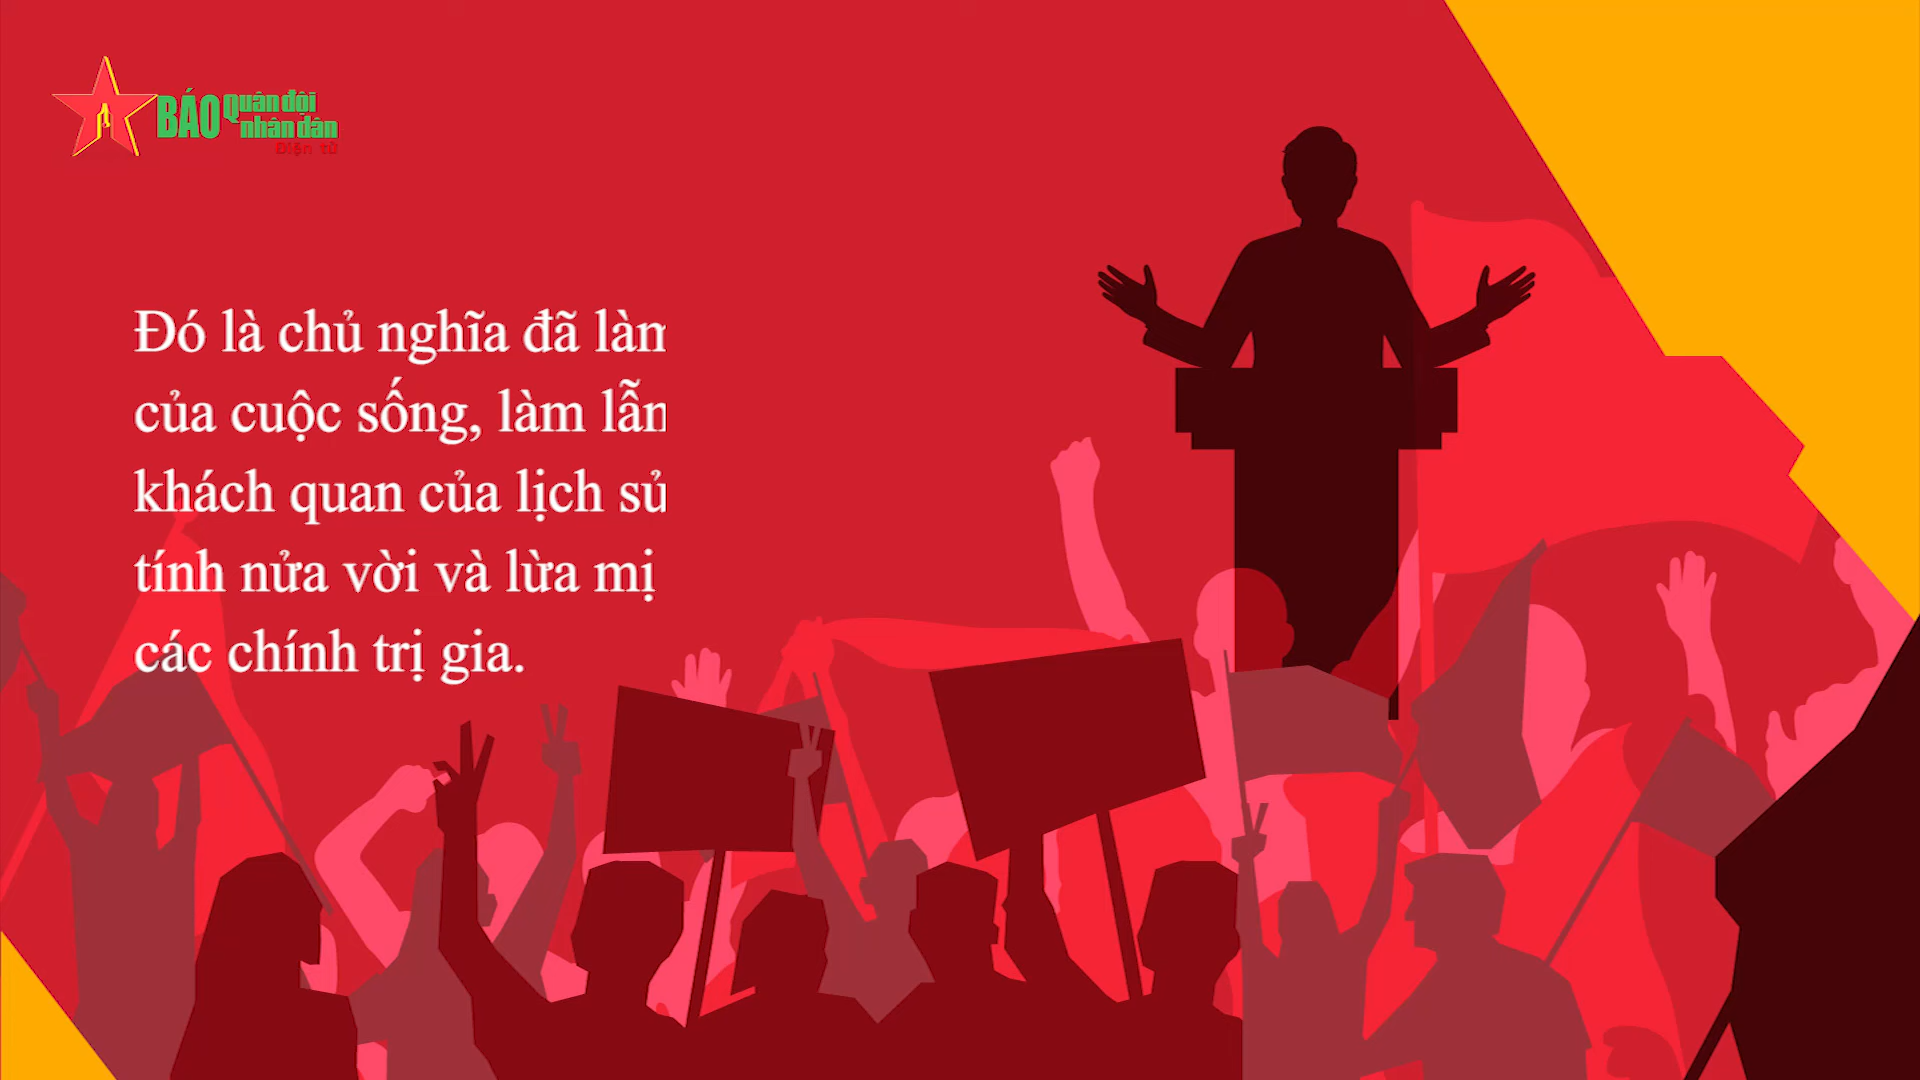 BÁO Quân đội
nhân dân
Điện tử
Đó là chủ nghĩa đã làm
của cuộc sống, làm lẫn
khách quan của lịch sử
tính nửa vời và lừa mị
các chính trị gia.